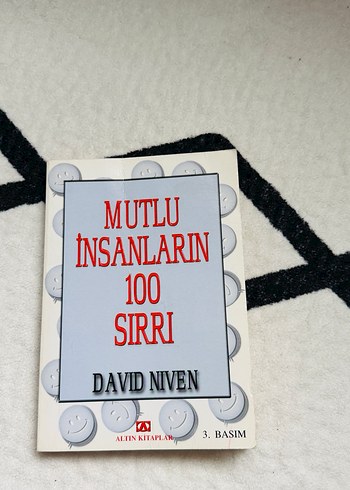 MUTLU
İNSANLARIN
100
SIRRI
DAVID NIVEN
ALTIN KİTAPLAR
3. BASIM